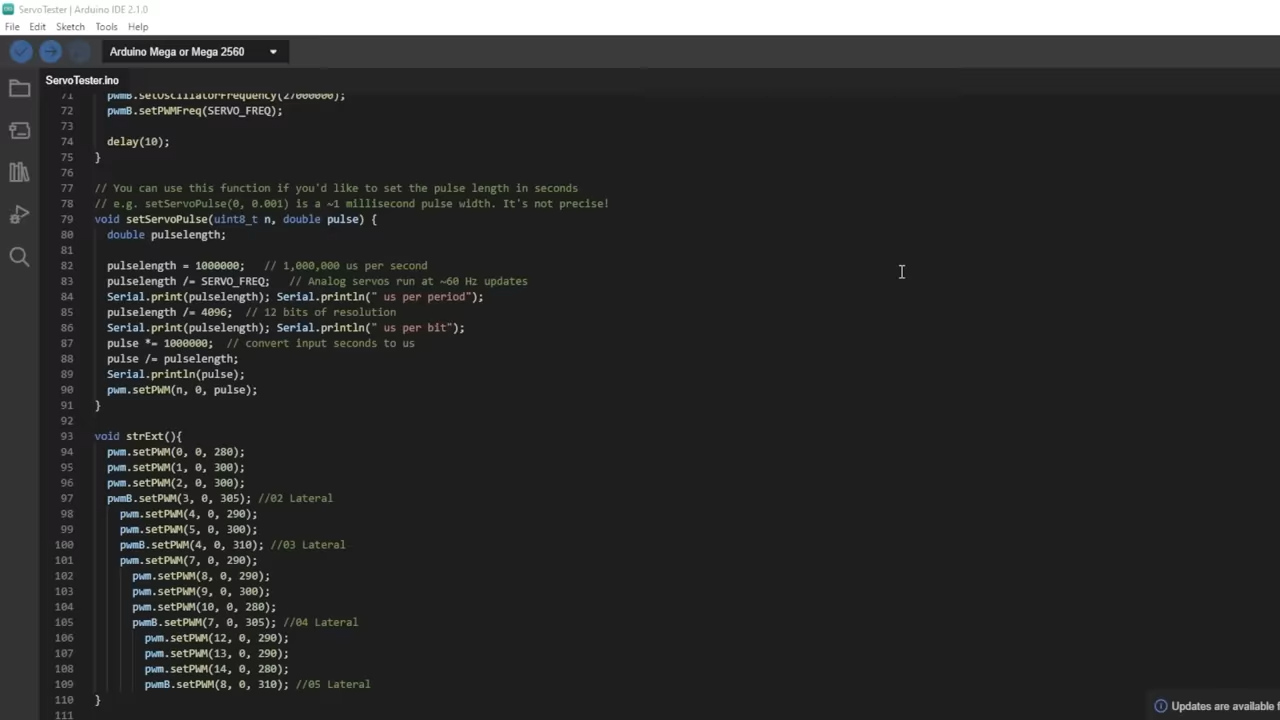 ServoTester | Arduino IDE 2.1.0
File Edit Sketch Tools Help
Arduino Mega or Mega 2560
ServoTester.ino
71 pwmB.setOscillatorFrequency(27000000);
72 pwmB.setPWMFreq(SERVO_FREQ);
73
74 delay(10);
75 }
76
77 // You can use this function if you'd like to set the pulse length in seconds
78 // e.g. setServoPulse(0, 0.001) is a ~1 millisecond pulse width. It's not precise!
79 void setServoPulse(uint8_t n, double pulse) {
80 double pulselength;
81
82 pulselength = 1000000; // 1,000,000 us per second
83 pulselength /= SERVO_FREQ; // Analog servos run at ~60 Hz updates
84 Serial.print(pulselength); Serial.println(" us per period");
85 pulselength /= 4096; // 12 bits of resolution
86 Serial.print(pulselength); Serial.println(" us per bit");
87 pulse *= 1000000; // convert input seconds to us
88 pulse /= pulselength;
89 Serial.println(pulse);
90 pwm.setPWM(n, 0, pulse);
91 }
92
93 void strExt(){
94 pwm.setPWM(0, 0, 280);
95 pwm.setPWM(1, 0, 300);
96 pwm.setPWM(2, 0, 300);
97 pwmB.setPWM(3, 0, 305); //02 Lateral
98 pwm.setPWM(4, 0, 290);
99 pwm.setPWM(5, 0, 300);
100 pwmB.setPWM(4, 0, 310); //03 Lateral
101 pwm.setPWM(7, 0, 290);
102 pwm.setPWM(8, 0, 290);
103 pwm.setPWM(9, 0, 300);
104 pwm.setPWM(10, 0, 280);
105 pwmB.setPWM(7, 0, 305); //04 Lateral
106 pwm.setPWM(12, 0, 290);
107 pwm.setPWM(13, 0, 290);
108 pwm.setPWM(14, 0, 280);
109 pwmB.setPWM(8, 0, 310); //05 Lateral
110 }
111
Updates are available f